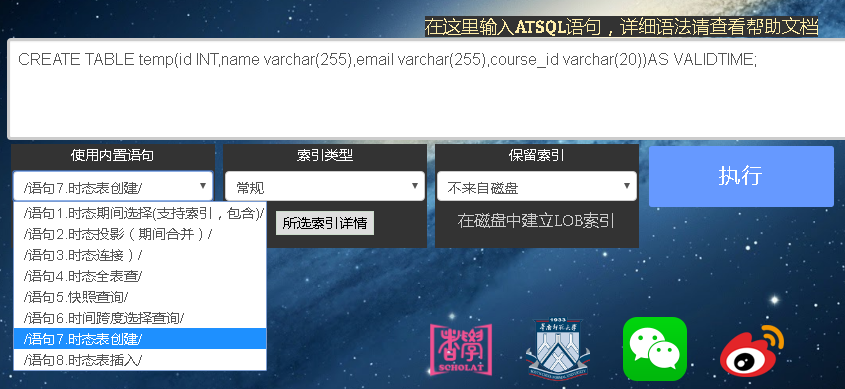 在这里输入ATSQL语句，详细语法请查看帮助文档
CREATE TABLE temp(id INT,name varchar(255),email varchar(255),course_id varchar(20))AS VALIDTIME;
使用内置语句
索引类型
保留索引
执行
/语句7.时态表创建/
常规
不来自磁盘
/语句1.时态期间选择(支持索引，包含)/
/语句2.时态投影（期间合并）/
/语句3.时态连接）/
/语句4.时态全表查/
/语句5.快照查询/
/语句6.时间跨度选择查询/
/语句7.时态表创建/
/语句8.时态表插入/
所选索引详情
在磁盘中建立LOB索引
SCHOLAT
1933